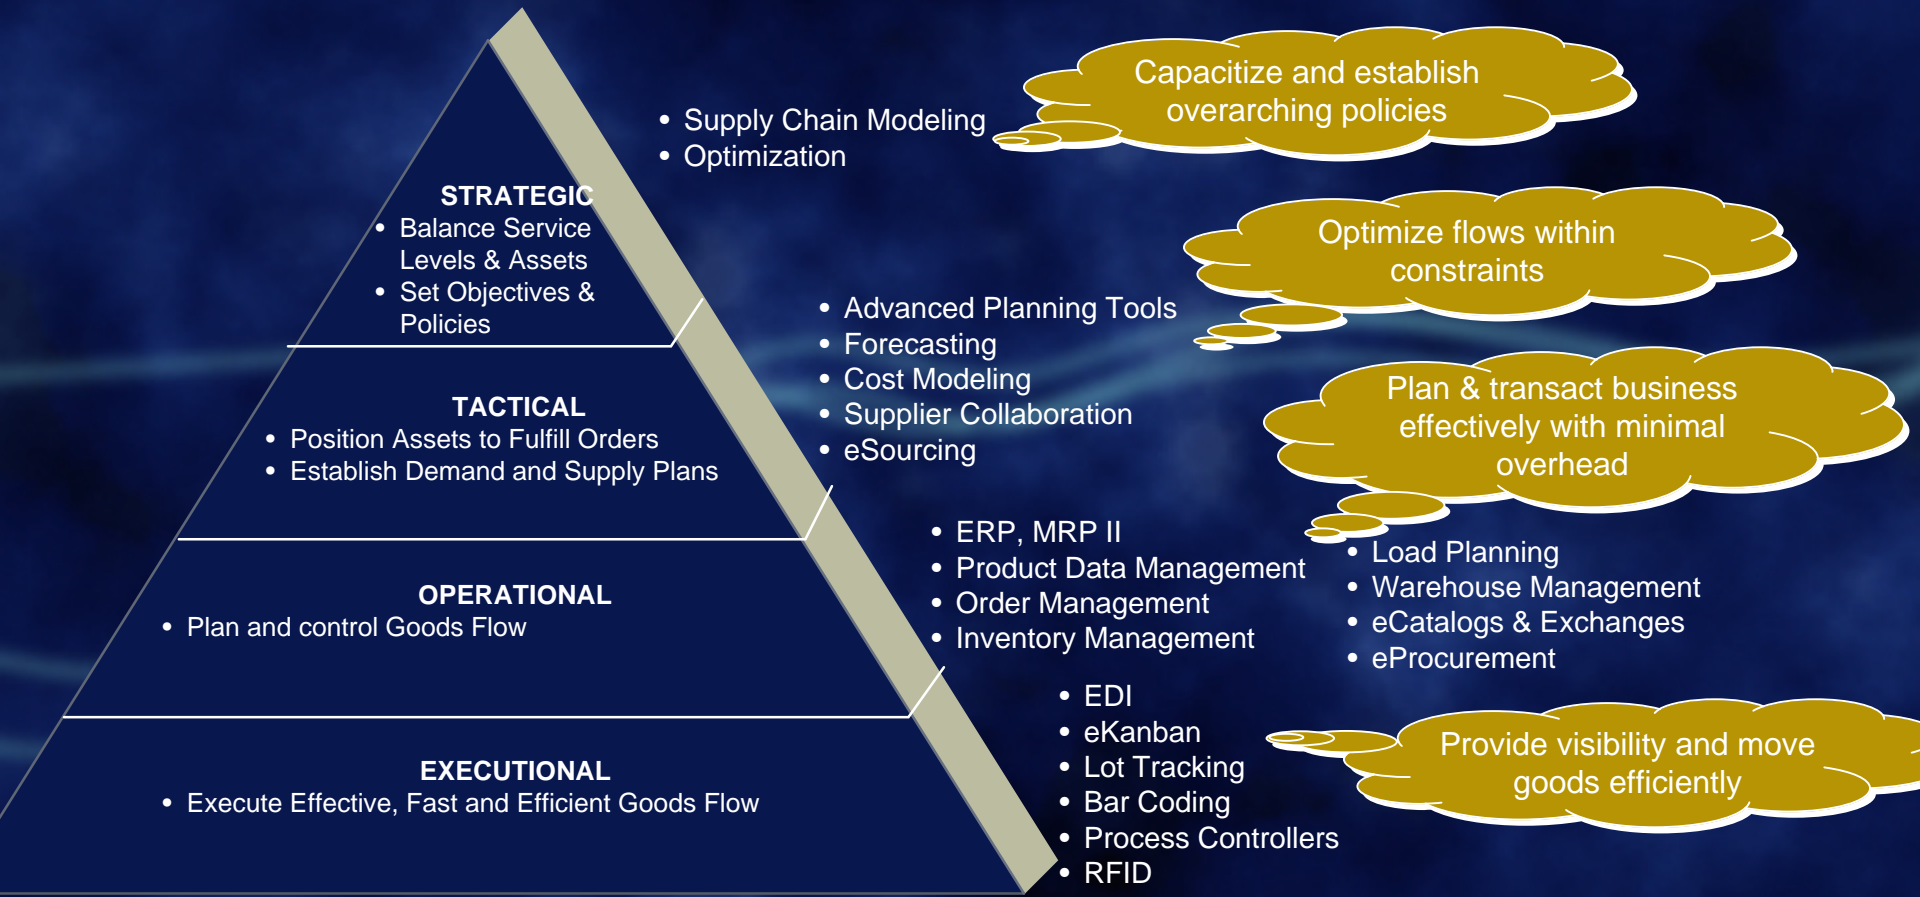 Capacitize and establish
overarching policies
• Supply Chain Modeling
• Optimization
STRATEGIC
• Balance Service
Levels & Assets
• Set Objectives &
Policies
Optimize flows within
constraints
• Advanced Planning Tools
• Forecasting
• Cost Modeling
• Supplier Collaboration
• eSourcing
TACTICAL
• Position Assets to Fulfill Orders
• Establish Demand and Supply Plans
Plan & transact business
effectively with minimal
overhead
• ERP, MRP II
• Product Data Management
• Order Management
• Inventory Management
• Load Planning
• Warehouse Management
• eCatalogs & Exchanges
• eProcurement
OPERATIONAL
• Plan and control Goods Flow
• EDI
• eKanban
• Lot Tracking
• Bar Coding
• Process Controllers
• RFID
Provide visibility and move
goods efficiently
EXECUTIONAL
• Execute Effective, Fast and Efficient Goods Flow